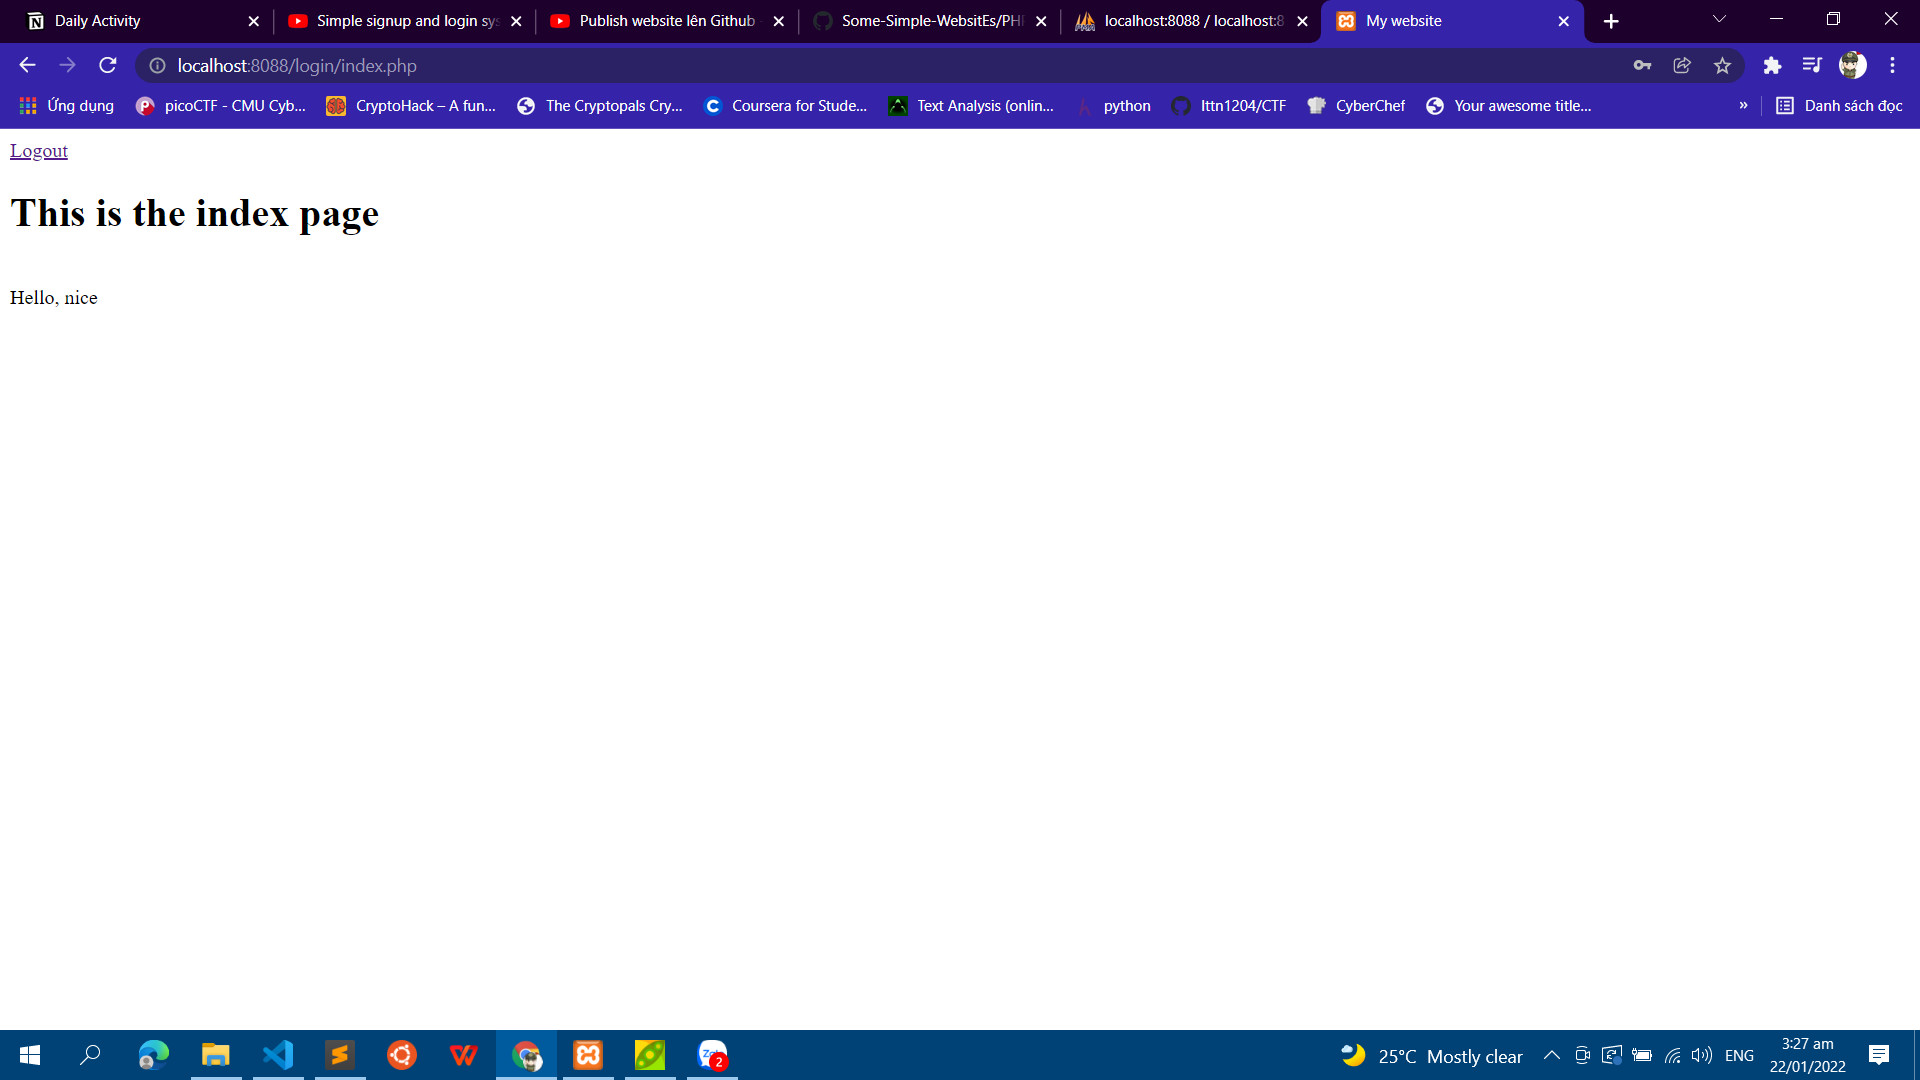 Daily Activity
Simple signup and login sys
Publish website lên Github
Some-Simple-WebsitEs/PHP
localhost:8088 / localhost:8
My website
localhost:8088/login/index.php
Ứng dụng
picoCTF - CMU Cyb...
CryptoHack – A fun...
The Cryptopals Cry...
Coursera for Stude...
Text Analysis (onlin...
python
lttn1204/CTF
CyberChef
Your awesome title...
»
Danh sách đọc
Logout
This is the index page
Hello, nice
2
25°C Mostly clear
ENG
3:27 am
22/01/2022